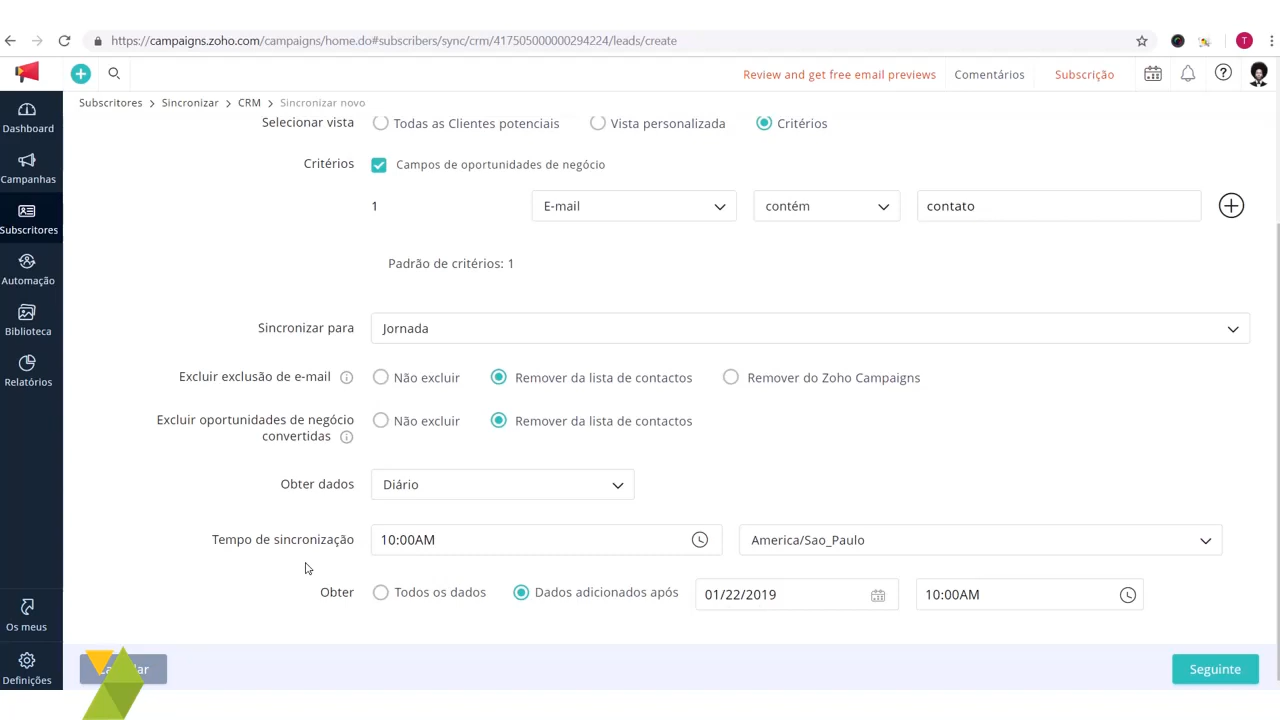 https://campaigns.zoho.com/campaigns/home.do#subscribers/sync/crm/417505000000294224/leads/create
T
Review and get free email previews
Comentários
Subscrição
Subscritores > Sincronizar > CRM > Sincronizar novo
Dashboard
Campanhas
Subscritores
Automação
Biblioteca
Relatórios
Os meus
Definições
Selecionar vista
Todas as Clientes potenciais
Vista personalizada
Critérios
Critérios
Campos de oportunidades de negócio
1
E-mail
contém
contato
Padrão de critérios: 1
Sincronizar para
Jornada
Excluir exclusão de e-mail
Não excluir
Remover da lista de contactos
Remover do Zoho Campaigns
Excluir oportunidades de negócio
convertidas
Não excluir
Remover da lista de contactos
Obter dados
Diário
Tempo de sincronização
10:00AM
America/Sao_Paulo
Obter
Todos os dados
Dados adicionados após
01/22/2019
10:00AM
Seguinte